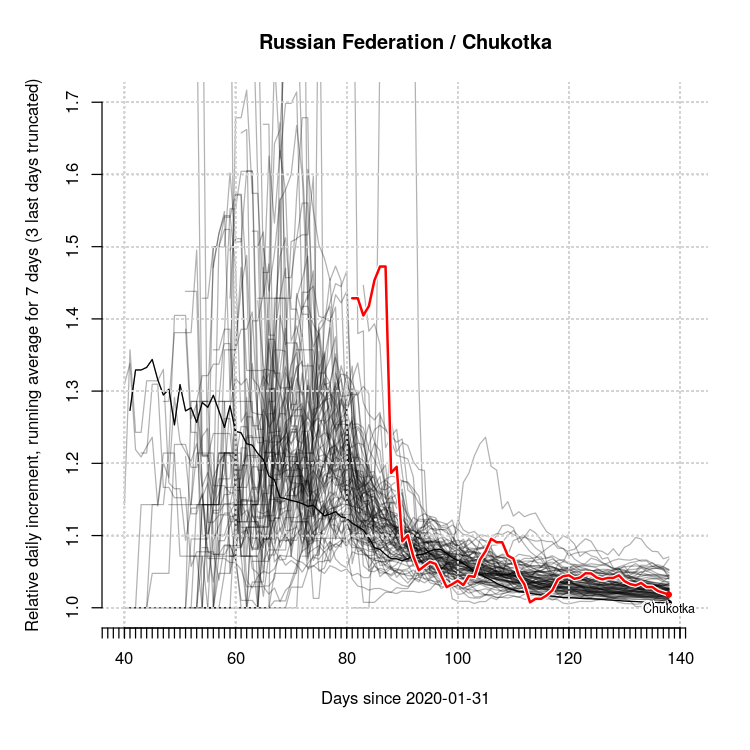 Russian Federation / Chukotka
Relative daily increment, running average for 7 days (3 last days truncated)
1.7
1.6
1.5
1.4
1.3
1.2
1.1
1.0
Chukotka
40 60 80 100 120 140
Days since 2020-01-31